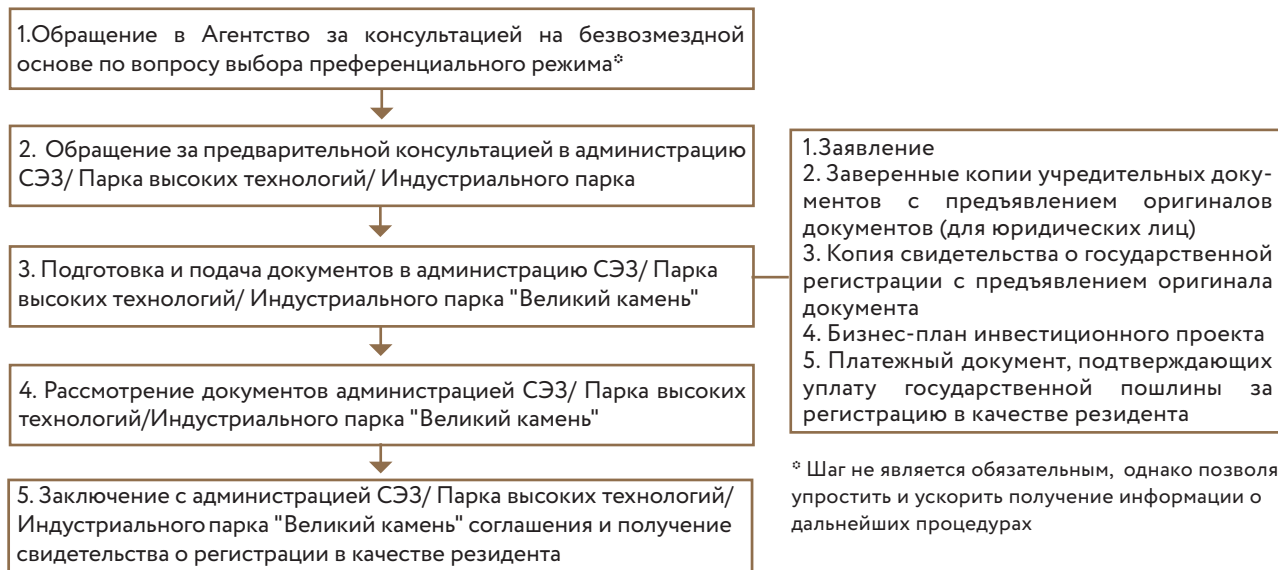 1.Обращение в Агентство за консультацией на безвозмездной
основе по вопросу выбора преференциального режима*
2. Обращение за предварительной консультацией в администрацию
СЭЗ/ Парка высоких технологий/ Индустриального парка
3. Подготовка и подача документов в администрацию СЭЗ/ Парка
высоких технологий/ Индустриального парка "Великий камень"
4. Рассмотрение документов администрацией СЭЗ/ Парка высоких
технологий/Индустриального парка "Великий камень"
5. Заключение с администрацией СЭЗ/ Парка высоких технологий/
Индустриального парка "Великий камень" соглашения и получение
свидетельства о регистрации в качестве резидента
1.Заявление
2. Заверенные копии учредительных доку-
ментов с предъявлением оригиналов
документов (для юридических лиц)
3. Копия свидетельства о государственной
регистрации с предъявлением оригинала
документа
4. Бизнес-план инвестиционного проекта
5. Платежный документ, подтверждающих
уплату государственной пошлины за
регистрацию в качестве резидента
* Шаг не является обязательным, однако позволя
упростить и ускорить получение информации о
дальнейших процедурах